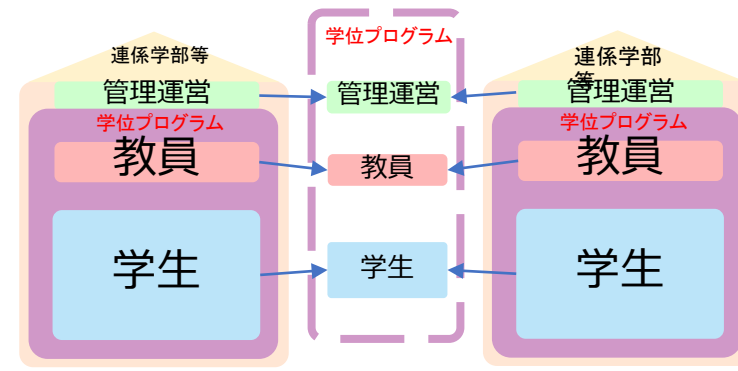 連係学部等
管理運営
学位プログラム
教員
学生
学位プログラム
管理運営
教員
学生
連係学部
等
管理運営
学位プログラム
教員
学生